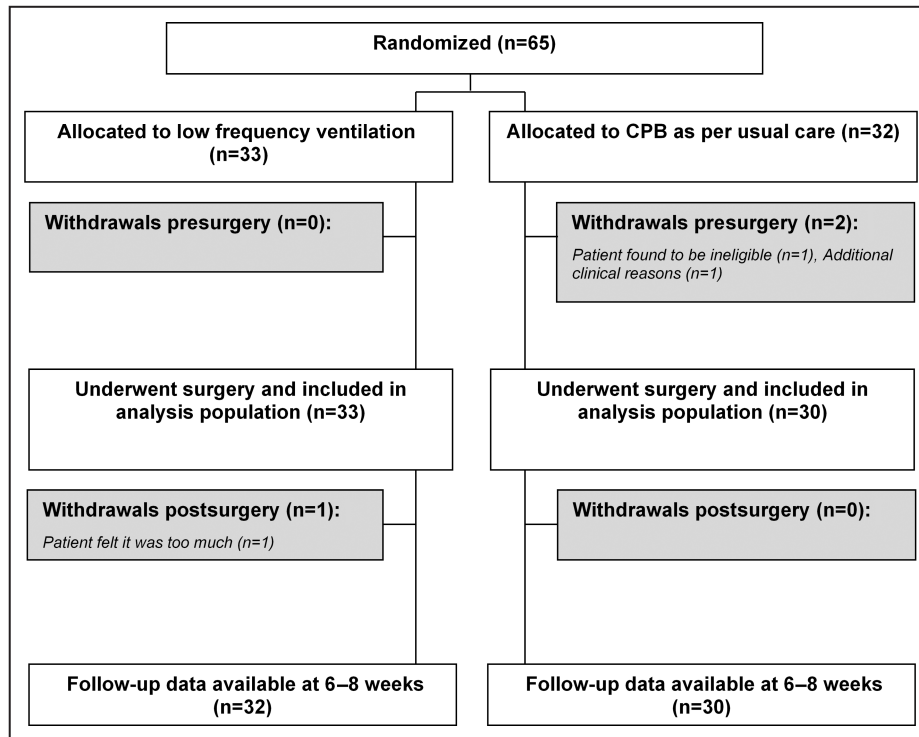 Randomized (n=65)
Allocated to low frequency ventilation
(n=33)
Allocated to CPB as per usual care (n=32)
Withdrawals presurgery (n=0):
Withdrawals presurgery (n=2):
Patient found to be ineligible (n=1), Additional
clinical reasons (n=1)
Underwent surgery and included in
analysis population (n=33)
Underwent surgery and included in
analysis population (n=30)
Withdrawals postsurgery (n=1):
Patient felt it was too much (n=1)
Withdrawals postsurgery (n=0):
Follow-up data available at 6–8 weeks
(n=32)
Follow-up data available at 6–8 weeks
(n=30)